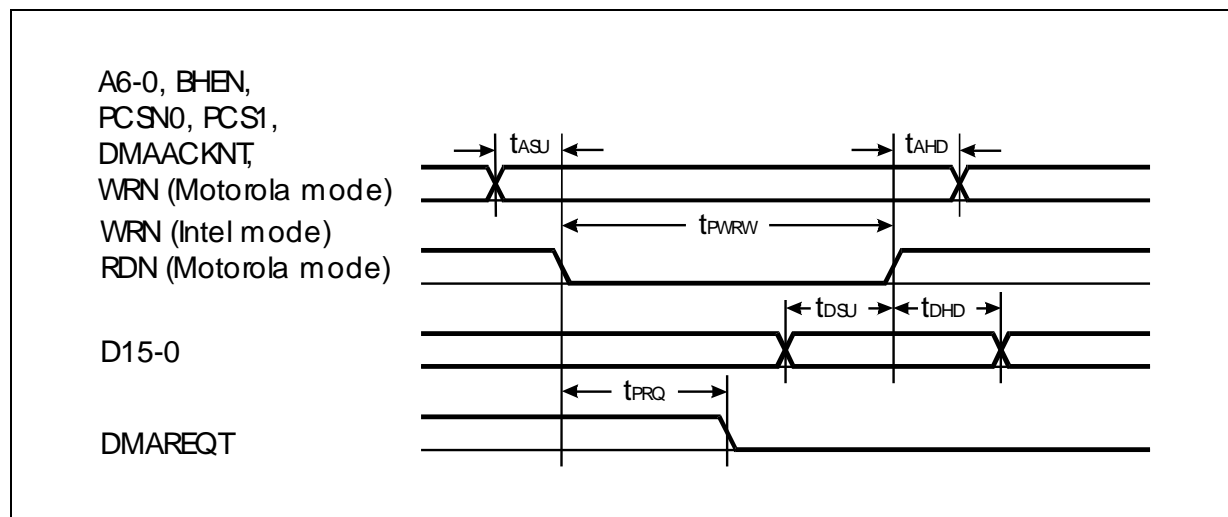 A6-0, BHEN,
PCSN0, PCS1,
DMAACKNT,
WRN (Motorola mode)
WRN (Intel mode)
RDN (Motorola mode)
D15-0
DMAREQT
tASU
tAHD
tPWRW
tDSU
tDHD
tPRQ